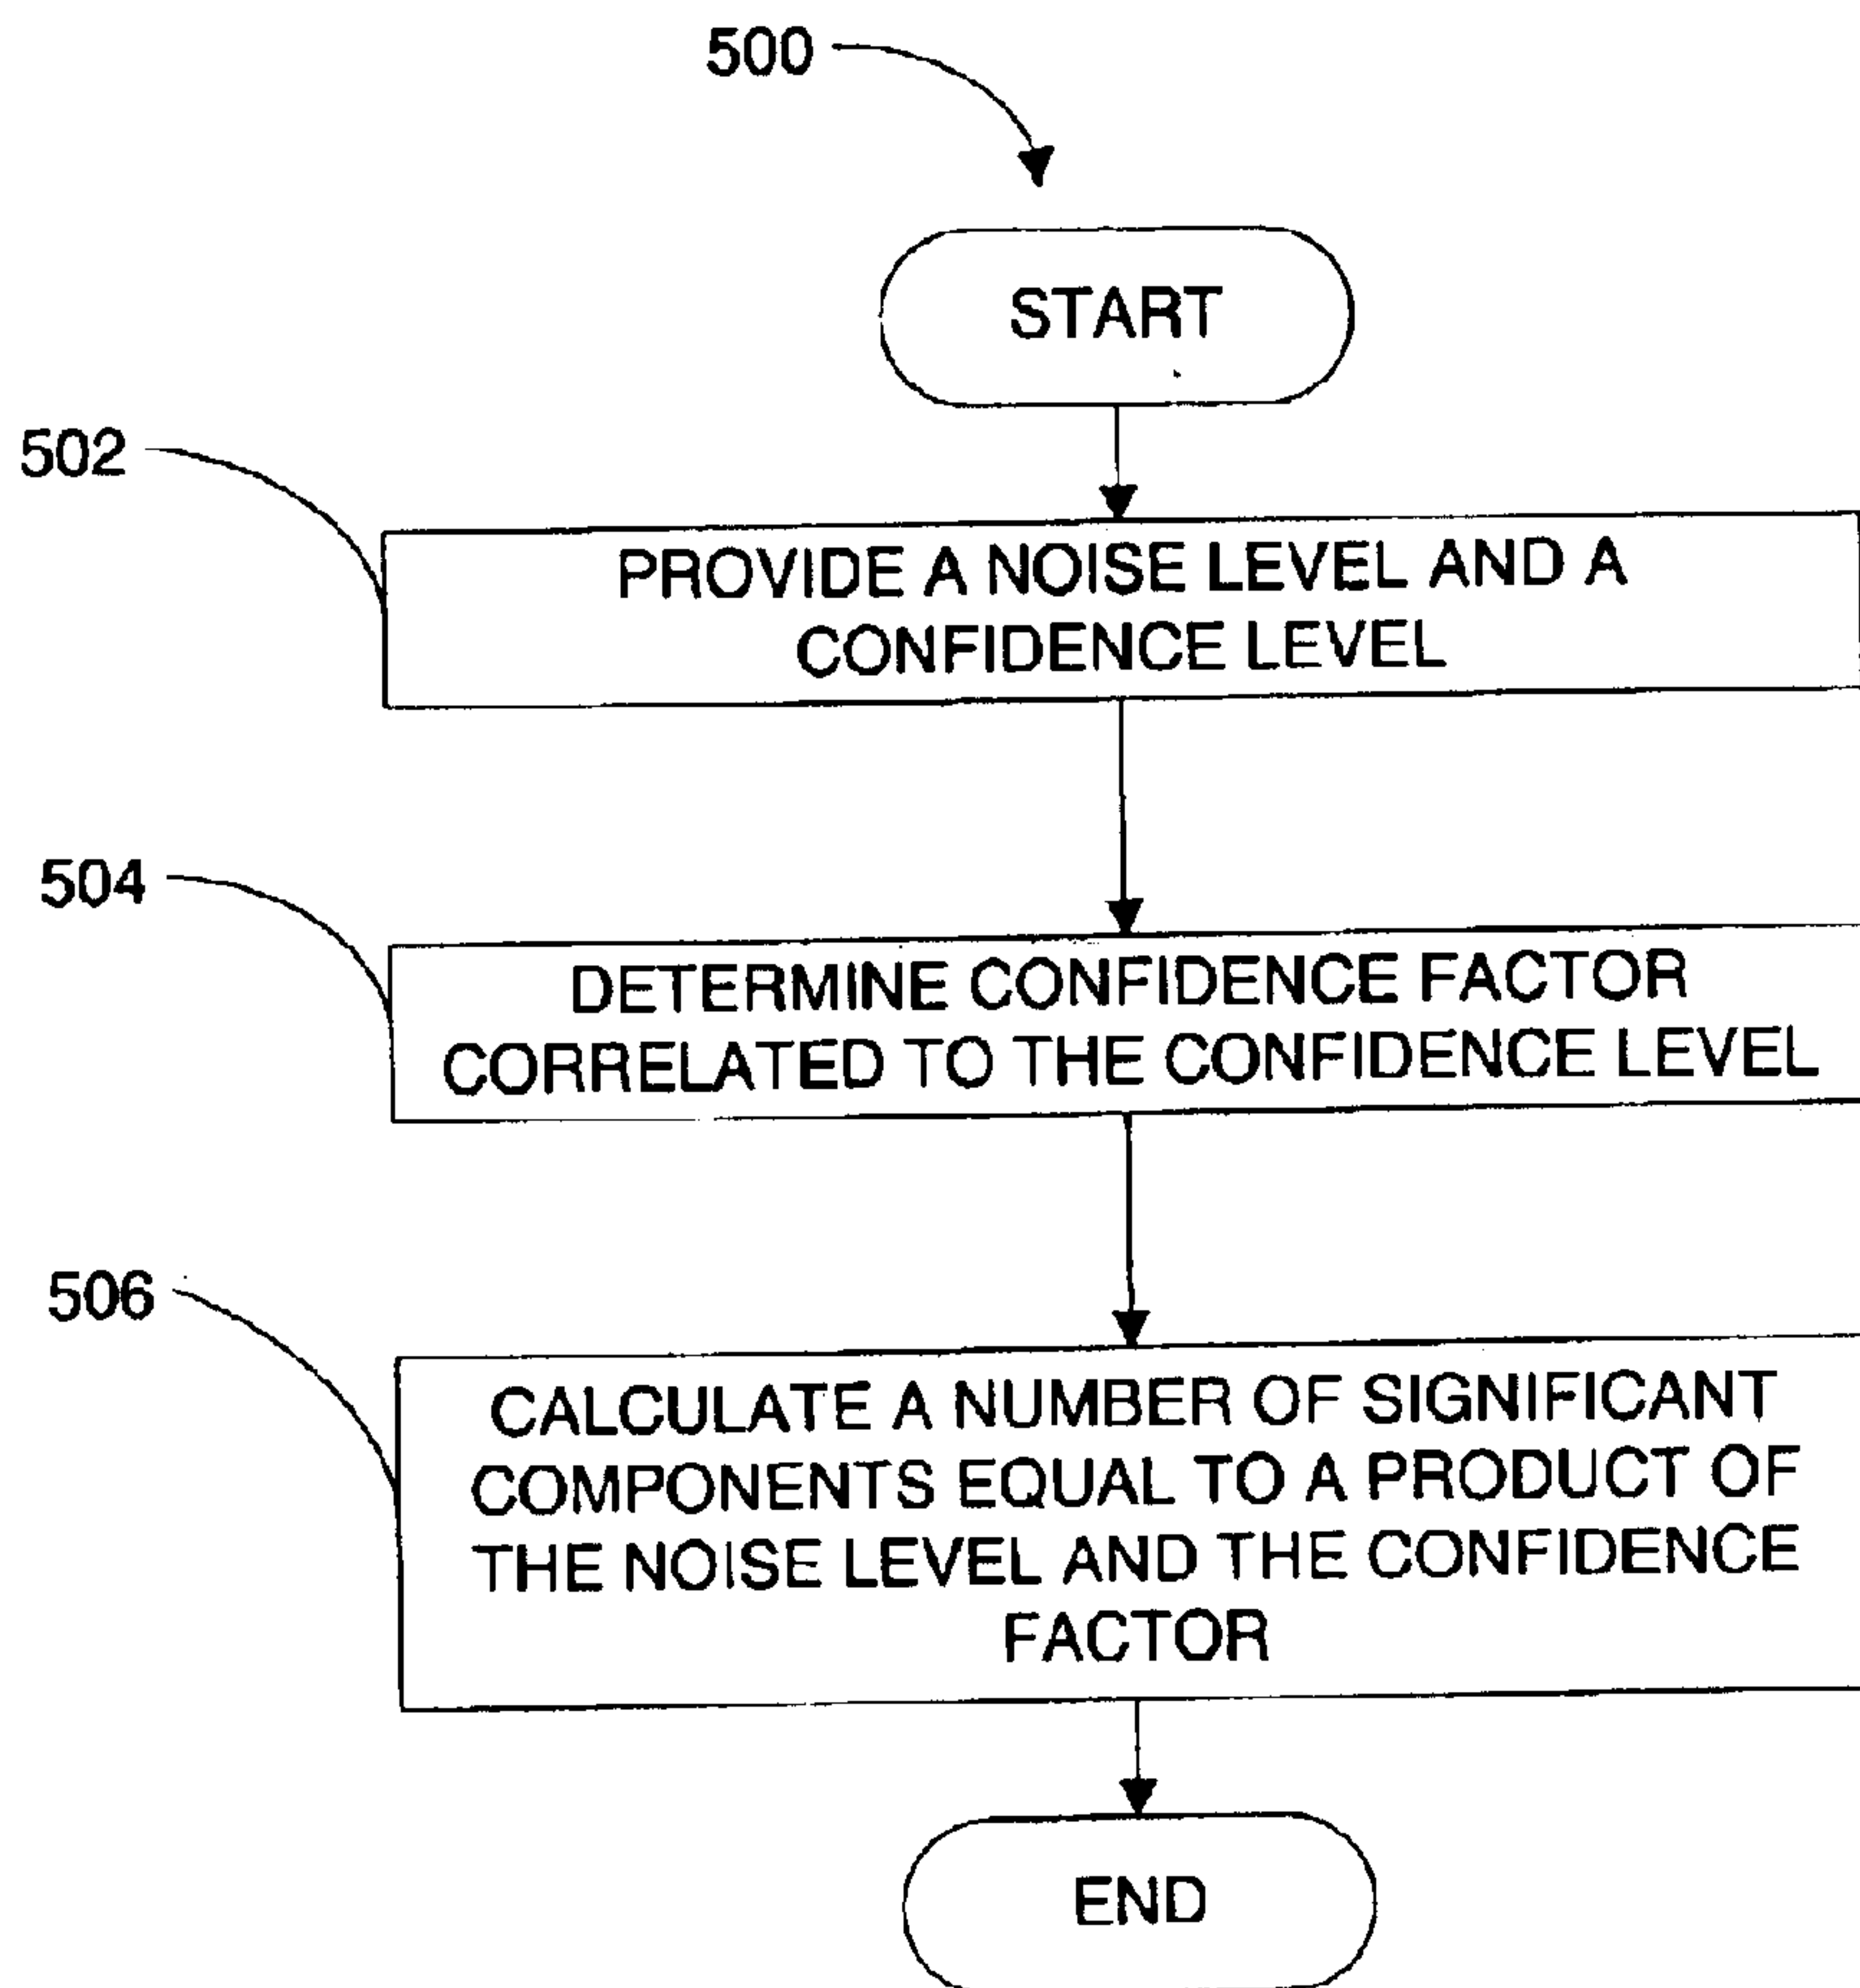 500
START
502
PROVIDE A NOISE LEVEL AND A
CONFIDENCE LEVEL
504
DETERMINE CONFIDENCE FACTOR
CORRELATED TO THE CONFIDENCE LEVEL
506
CALCULATE A NUMBER OF SIGNIFICANT
COMPONENTS EQUAL TO A PRODUCT OF
THE NOISE LEVEL AND THE CONFIDENCE
FACTOR
END